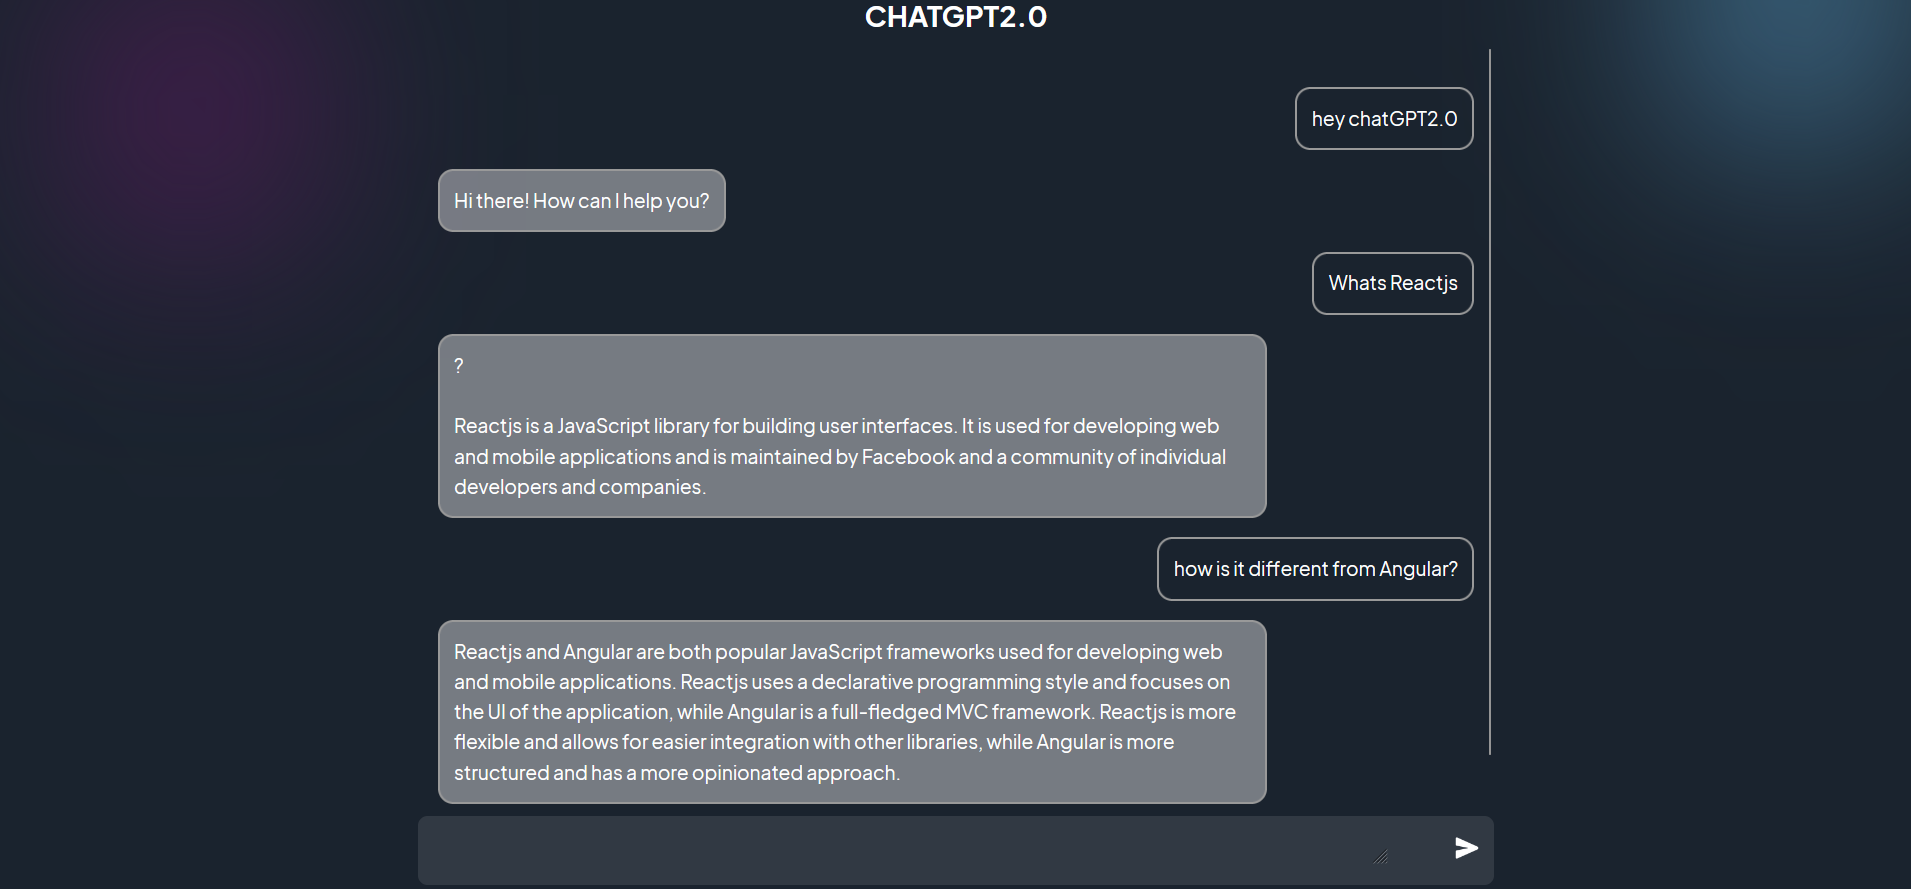 CHATGPT2.0
hey chatGPT2.0
Hi there! How can I help you?
Whats Reactjs
?
Reactjs is a JavaScript library for building user interfaces. It is used for developing web
and mobile applications and is maintained by Facebook and a community of individual
developers and companies.
how is it different from Angular?
Reactjs and Angular are both popular JavaScript frameworks used for developing web
and mobile applications. Reactjs uses a declarative programming style and focuses on
the UI of the application, while Angular is a full-fledged MVC framework. Reactjs is more
flexible and allows for easier integration with other libraries, while Angular is more
structured and has a more opinionated approach.